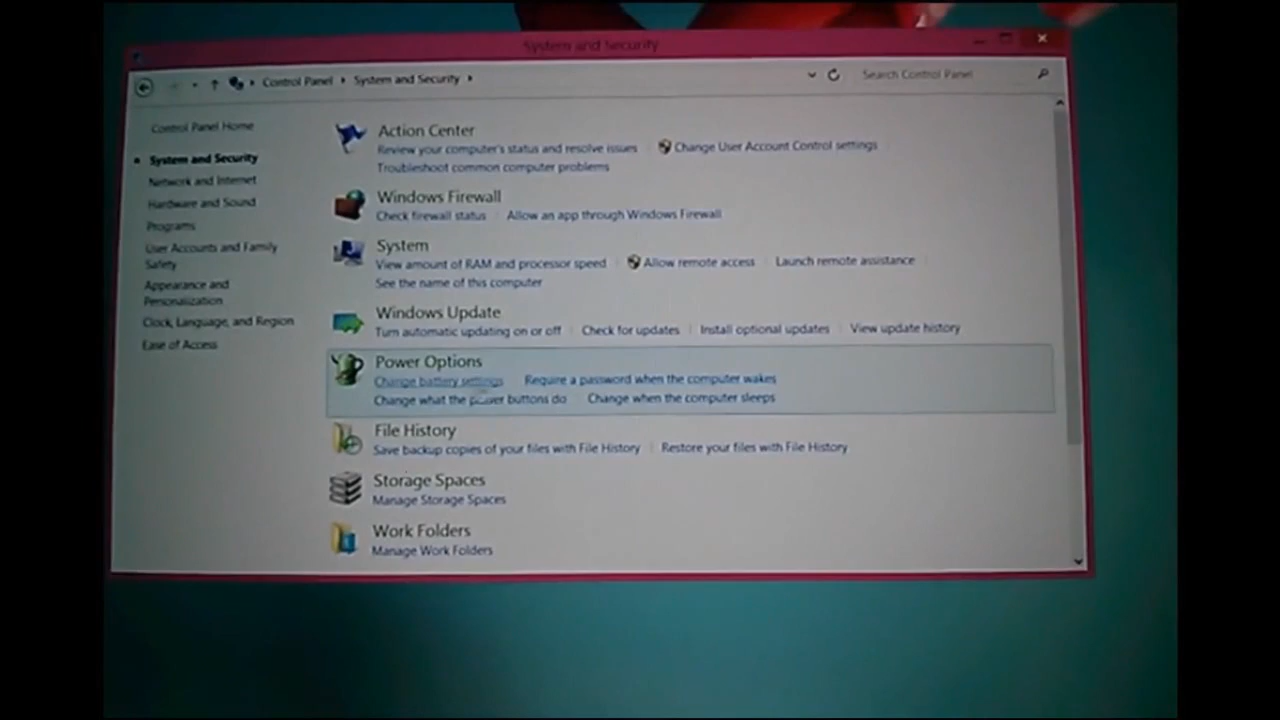 System and Security
Control Panel System and Security
Search Control Panel
Control Panel Home
System and Security
Network and Internet
Hardware and Sound
Programs
User Accounts and Family
Safety
Appearance and
Personalization
Clock, Language, and Region
Ease of Access
Action Center
Review your computer's status and resolve issues Change User Account Control settings
Troubleshoot common computer problems
Windows Firewall
Check firewall status Allow an app through Windows Firewall
System
View amount of RAM and processor speed Allow remote access Launch remote assistance
See the name of this computer
Windows Update
Turn automatic updating on or off Check for updates Install optional updates View update history
Power Options
Change battery settings Require a password when the computer wakes
Change what the power buttons do Change when the computer sleeps
File History
Save backup copies of your files with File History Restore your files with File History
Storage Spaces
Manage Storage Spaces
Work Folders
Manage Work Folders